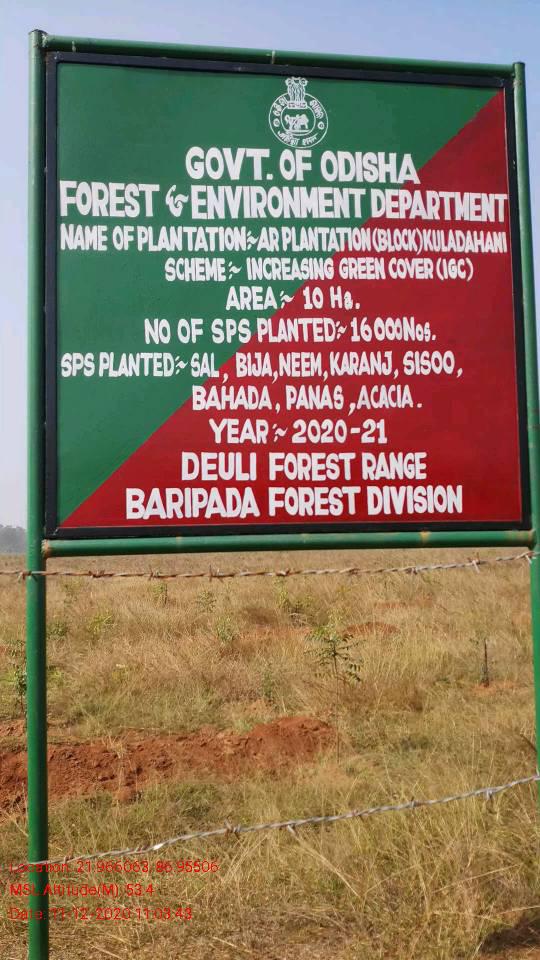 GOVT. OF ODISHA
FOREST & ENVIRONMENT DEPARTMENT
NAME OF PLANTATION:~ AR PLANTATION (BLOCK) KULADAHANI
SCHEME:~ INCREASING GREEN COVER (IGC)
AREA:~ 10 Ha.
NO OF SPS PLANTED:~ 16000Nos.
SPS PLANTED:~ SAL, BIJA, NEEM, KARANJ, SISOO,
BAHADA, PANAS, ACACIA.
YEAR:~ 2020-21
DEULI FOREST RANGE
BARIPADA FOREST DIVISION
Location: 21.966063, 86.95506
MSL Altitude(M): 53.4
Date: 11-12-2020 11:03:43